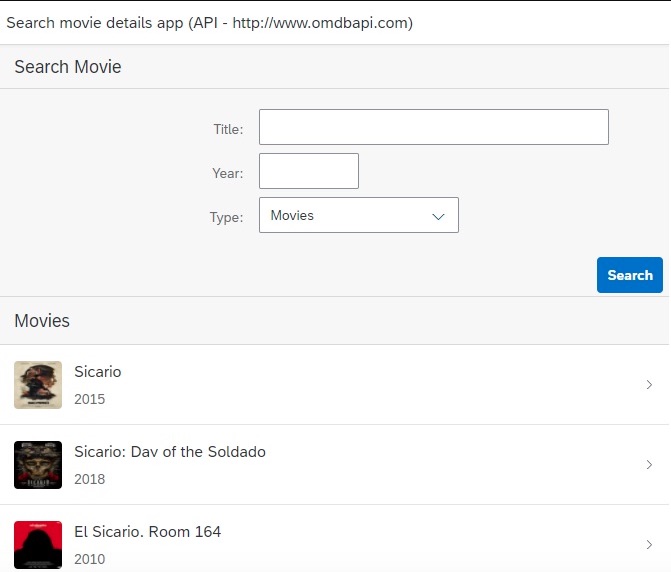 Search movie details app (API - http://www.omdbapi.com)
Search Movie
Title:
Year:
Type: Movies
Search
Movies
Sicario
2015
Sicario: Dav of the Soldado
2018
SICARIO
El Sicario. Room 164
2010